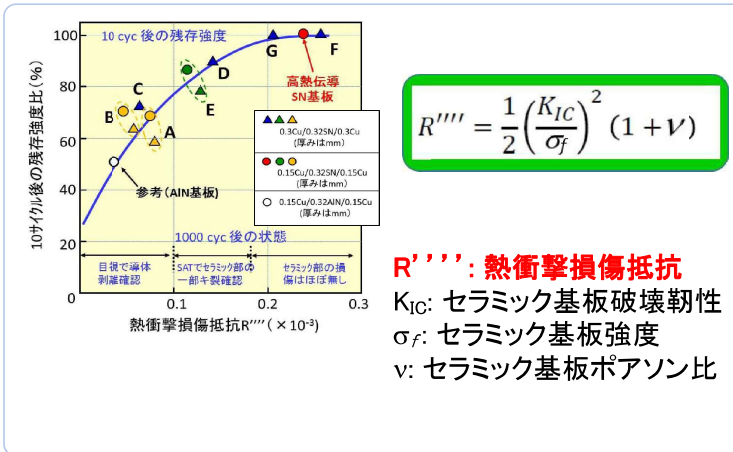 10サイクル後の残存強度比(%)
100
80
60
40
20
0
10 cyc 後の残存強度
G
F
D
C
E
B
A
高熱伝導
SN基板
参考(AlN基板)
0.3Cu/0.32SN/0.3Cu
(厚みはmm)
0.15Cu/0.32SN/0.15Cu
(厚みはmm)
0.15Cu/0.32AlN/0.15Cu
(厚みはmm)
1000 cyc 後の状態
目視で導体
剥離確認
SATでセラミック部の
一部キ裂確認
セラミック部の損
傷はほぼ無し
0.1
0.2
0.3
熱衝撃損傷抵抗R''''(×10⁻³)
R'''' = 1/2 (K_IC/σ_f)² (1 + ν)
R'''': 熱衝撃損傷抵抗
K_IC: セラミック基板破壊靭性
σ_f: セラミック基板強度
ν: セラミック基板ポアソン比